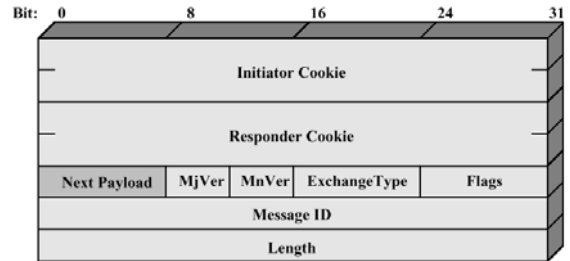 Bit: 0 8 16 24 31
Initiator Cookie
Responder Cookie
Next Payload MjVer MnVer ExchangeType Flags
Message ID
Length